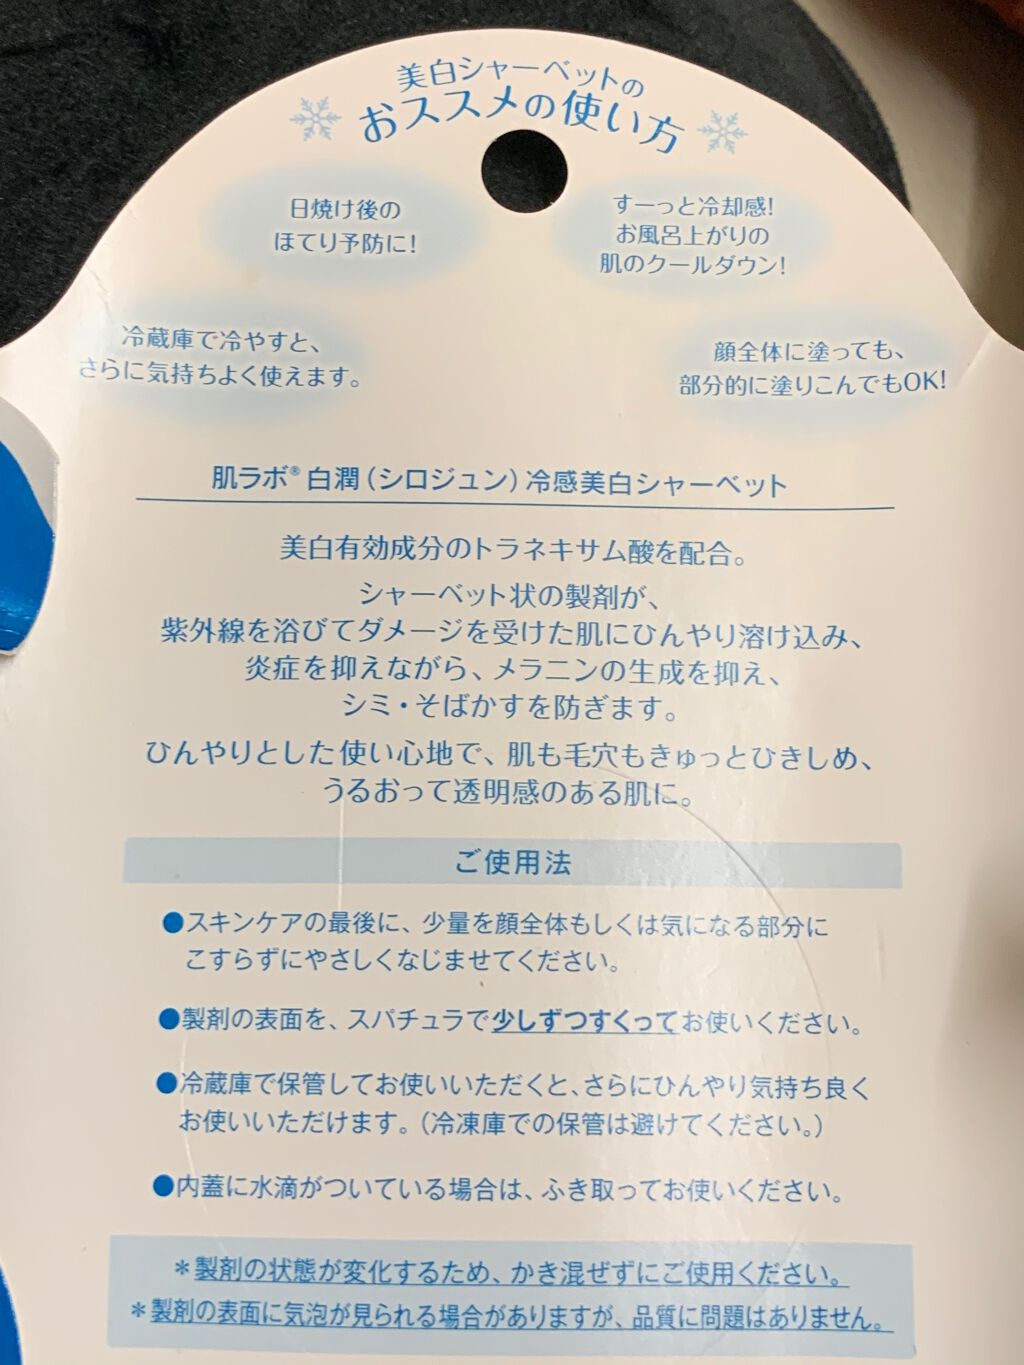 美白シャーベットの
おススメの使い方
日焼け後の
ほてり予防に!
すーっと冷却感!
お風呂上がりの
肌のクールダウン!
冷蔵庫で冷やすと、
さらに気持ちよく使えます。
顔全体に塗っても、
部分的に塗りこんでもOK!
肌ラボ®白潤(シロジュン)冷感美白シャーベット
美白有効成分のトラネキサム酸を配合。
シャーベット状の製剤が、
紫外線を浴びてダメージを受けた肌にひんやり溶け込み、
炎症を抑えながら、メラニンの生成を抑え、
シミ・そばかすを防ぎます。
ひんやりとした使い心地で、肌も毛穴もきゅっとひきしめ、
うるおって透明感のある肌に。
ご使用法
●スキンケアの最後に、少量を顔全体もしくは気になる部分に
こすらずにやさしくなじませてください。
●製剤の表面を、スパチュラで少しずつすくってお使いください。
●冷蔵庫で保管してお使いいただくと、さらにひんやり気持ち良く
お使いいただけます。(冷凍庫での保管は避けてください。)
●内蓋に水滴がついている場合は、ふき取ってお使いください。
*製剤の状態が変化するため、かき混ぜずにご使用ください。
*製剤の表面に気泡が見られる場合がありますが、品質に問題はありません。